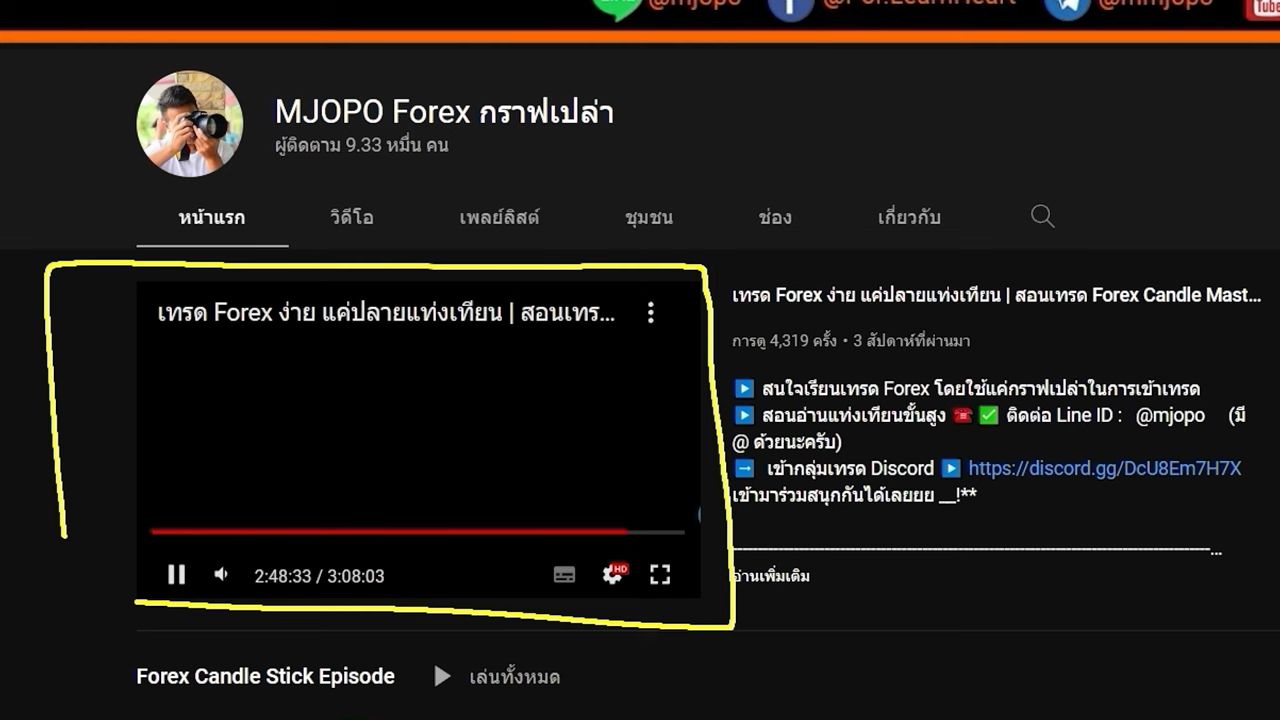 @mjopo
@mmjopo
Tube
MJOPO Forex กราฟเปล่า
ผู้ติดตาม 9.33 หมื่น คน
หน้าแรก วิดีโอ เพลย์ลิสต์ ชุมชน ช่อง เกี่ยวกับ
เทรด Forex ง่าย แค่ปลายแท่งเทียน | สอนเทร...
เทรด Forex ง่าย แค่ปลายแท่งเทียน | สอนเทรด Forex Candle Mast...
การดู 4,319 ครั้ง • 3 สัปดาห์ที่ผ่านมา
สนใจเรียนเทรด Forex โดยใช้แค่กราฟเปล่าในการเข้าเทรด
สอนอ่านแท่งเทียนขั้นสูง ☎️ ✅ ติดต่อ Line ID : @mjopo (มี
@ ด้วยนะครับ)
เข้ากลุ่มเทรด Discord https://discord.gg/DcU8Em7H7X
เข้ามาร่วมสนุกกันได้เลยยย __!**
อ่านเพิ่มเติม
2:48:33 / 3:08:03
HD
Forex Candle Stick Episode เล่นทั้งหมด